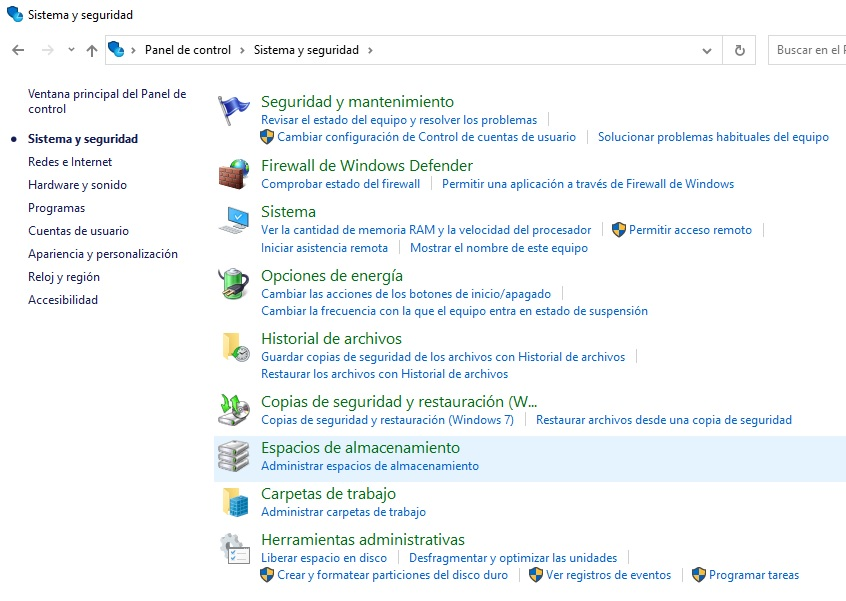 Sistema y seguridad
Panel de control > Sistema y seguridad >
Buscar en el P
Ventana principal del Panel de
control
Sistema y seguridad
Redes e Internet
Hardware y sonido
Programas
Cuentas de usuario
Apariencia y personalización
Reloj y región
Accesibilidad
Seguridad y mantenimiento
Revisar el estado del equipo y resolver los problemas
Cambiar configuración de Control de cuentas de usuario
Solucionar problemas habituales del equipo
Firewall de Windows Defender
Comprobar estado del firewall
Permitir una aplicación a través de Firewall de Windows
Sistema
Ver la cantidad de memoria RAM y la velocidad del procesador
Permitir acceso remoto
Iniciar asistencia remota
Mostrar el nombre de este equipo
Opciones de energía
Cambiar las acciones de los botones de inicio/apagado
Cambiar la frecuencia con la que el equipo entra en estado de suspensión
Historial de archivos
Guardar copias de seguridad de los archivos con Historial de archivos
Restaurar los archivos con Historial de archivos
Copias de seguridad y restauración (W...
Copias de seguridad y restauración (Windows 7)
Restaurar archivos desde una copia de seguridad
Espacios de almacenamiento
Administrar espacios de almacenamiento
Carpetas de trabajo
Administrar carpetas de trabajo
Herramientas administrativas
Liberar espacio en disco
Desfragmentar y optimizar las unidades
Crear y formatear particiones del disco duro
Ver registros de eventos
Programar tareas